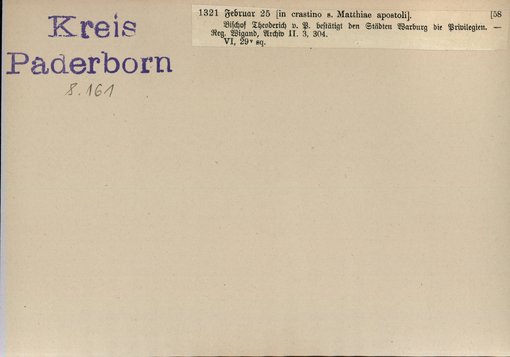 Kreis
Paderborn
8.161
1321 Februar 25 [in crastino s. Matthiae apostoli]. [58
Bischof Theoderich v. P. bestätigt den Städten Warburg die Privilegien. —
Reg. Wigand, Archiv II. 3, 304.
VI, 29ᵛ sq.